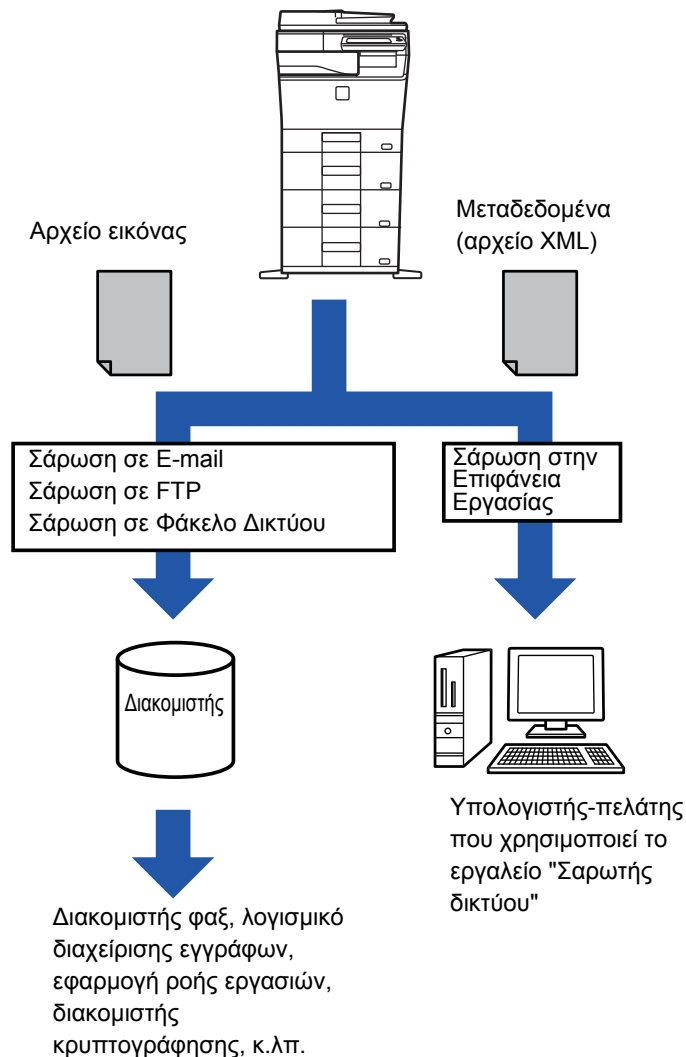 Αρχείο εικόνας
Μεταδεδομένα
(αρχείο XML)
Σάρωση σε E-mail
Σάρωση σε FTP
Σάρωση σε Φάκελο Δικτύου
Σάρωση στην
Επιφάνεια
Εργασίας
Διακομιστής
Υπολογιστής-πελάτης
που χρησιμοποιεί το
εργαλείο "Σαρωτής
δικτύου"
Διακομιστής φαξ, λογισμικό
διαχείρισης εγγράφων,
εφαρμογή ροής εργασιών,
διακομιστής
κρυπτογράφησης, κ.λπ.